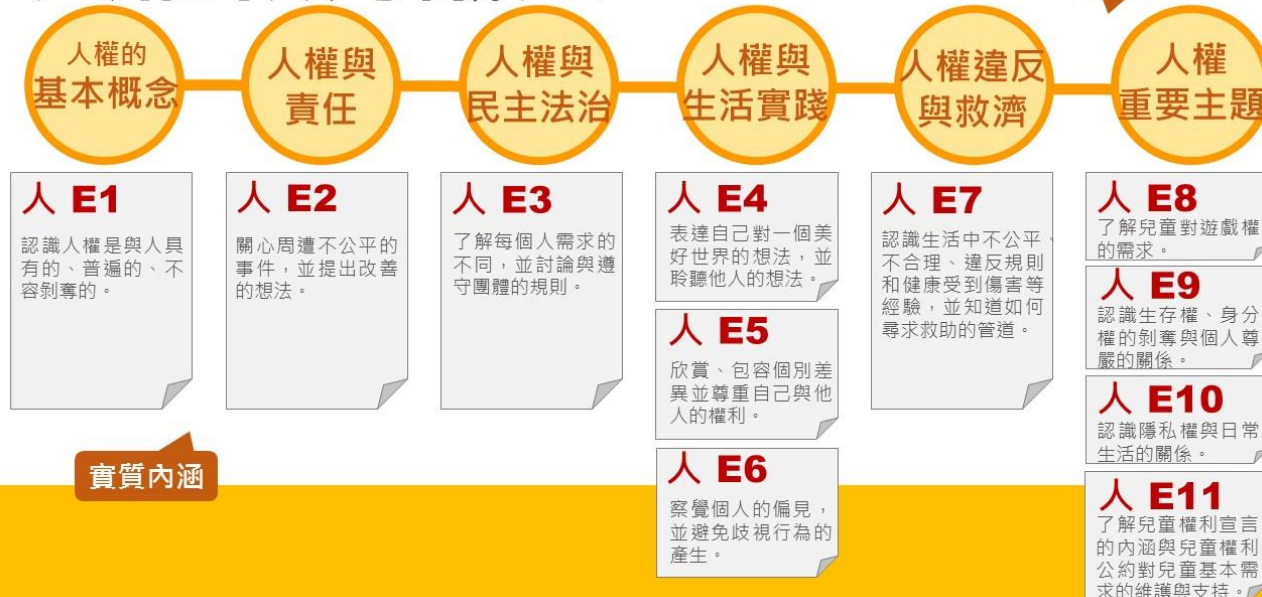 人權的
基本概念
人權與
責任
人權與
民主法治
人權與
生活實踐
人權違反
與救濟
人權
重要主題
人 E1
認識人權是與人具
有的、普遍的、不
容剝奪的。
人 E2
關心周遭不公平的
事件，並提出改善
的想法。
人 E3
了解每個人需求的
不同，並討論與遵
守團體的規則。
人 E4
表達自己對一個美
好世界的想法，並
聆聽他人的想法。
人 E5
欣賞、包容個別差
異並尊重自己與他
人的權利。
人 E6
察覺個人的偏見，
並避免歧視行為的
產生。
人 E7
認識生活中不公平、
不合理、違反規則
和健康受到傷害等
經驗，並知道如何
尋求救助的管道。
人 E8
了解兒童對遊戲權
的需求。
人 E9
認識生存權、身分
權的剝奪與個人尊
嚴的關係。
人 E10
認識隱私權與日常
生活的關係。
人 E11
了解兒童權利宣言
的內涵與兒童權利
公約對兒童基本需
求的維護與支持。
實質內涵